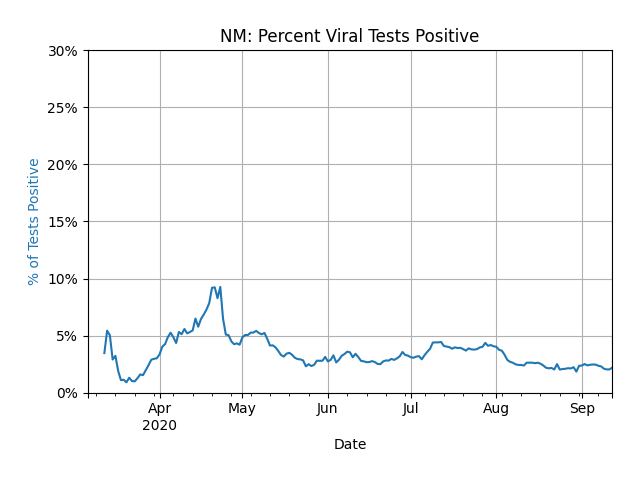 NM: Percent Viral Tests Positive
30%
25%
20%
15%
10%
5%
0%
% of Tests Positive
Apr May Jun Jul Aug Sep
2020
Date